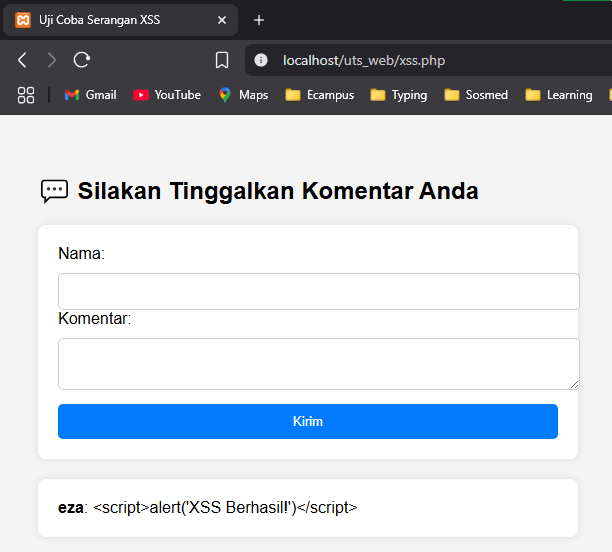 Uji Coba Serangan XSS
localhost/uts_web/xss.php
Gmail YouTube Maps Ecampus Typing Sosmed Learning
Silakan Tinggalkan Komentar Anda
Nama:
Komentar:
Kirim
eza: <script>alert('XSS Berhasil!')</script>